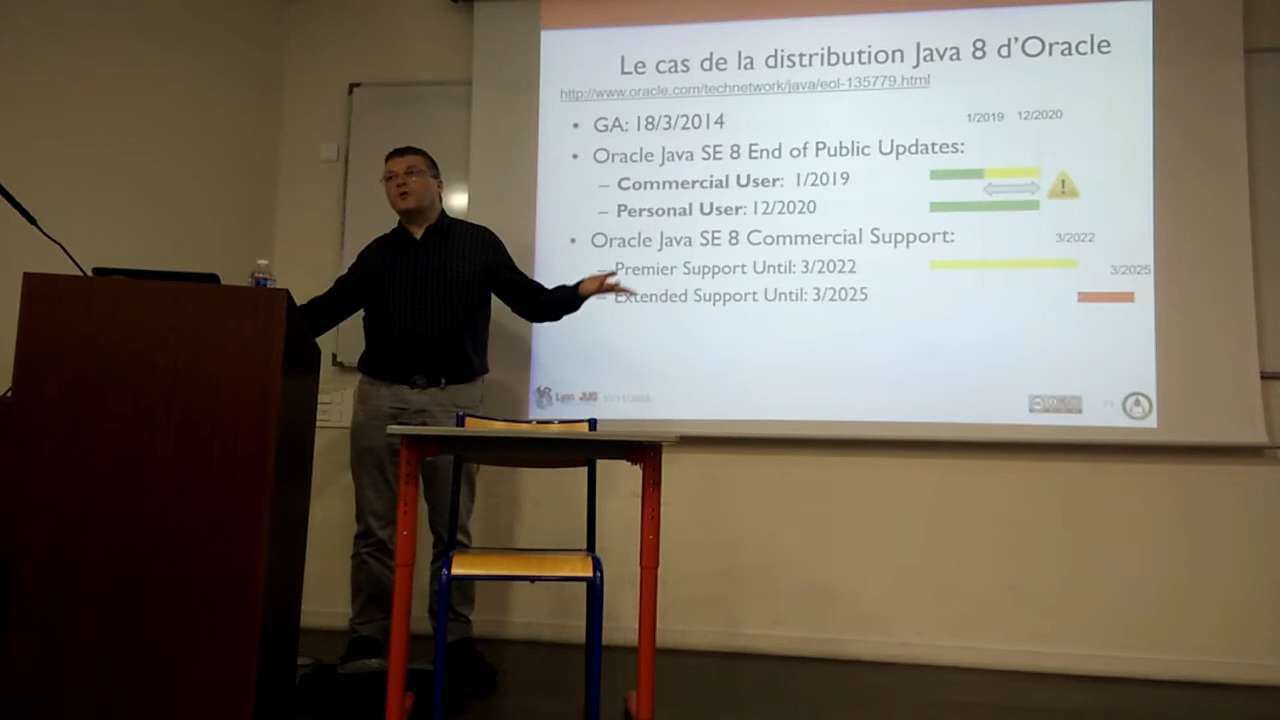 Le cas de la distribution Java 8 d'Oracle
http://www.oracle.com/technetwork/java/eol-135779.html
• GA: 18/3/2014
1/2019 12/2020
• Oracle Java SE 8 End of Public Updates:
– Commercial User: 1/2019
– Personal User: 12/2020
• Oracle Java SE 8 Commercial Support:
3/2022
– Premier Support Until: 3/2022
3/2025
– Extended Support Until: 3/2025
Lyon JUG